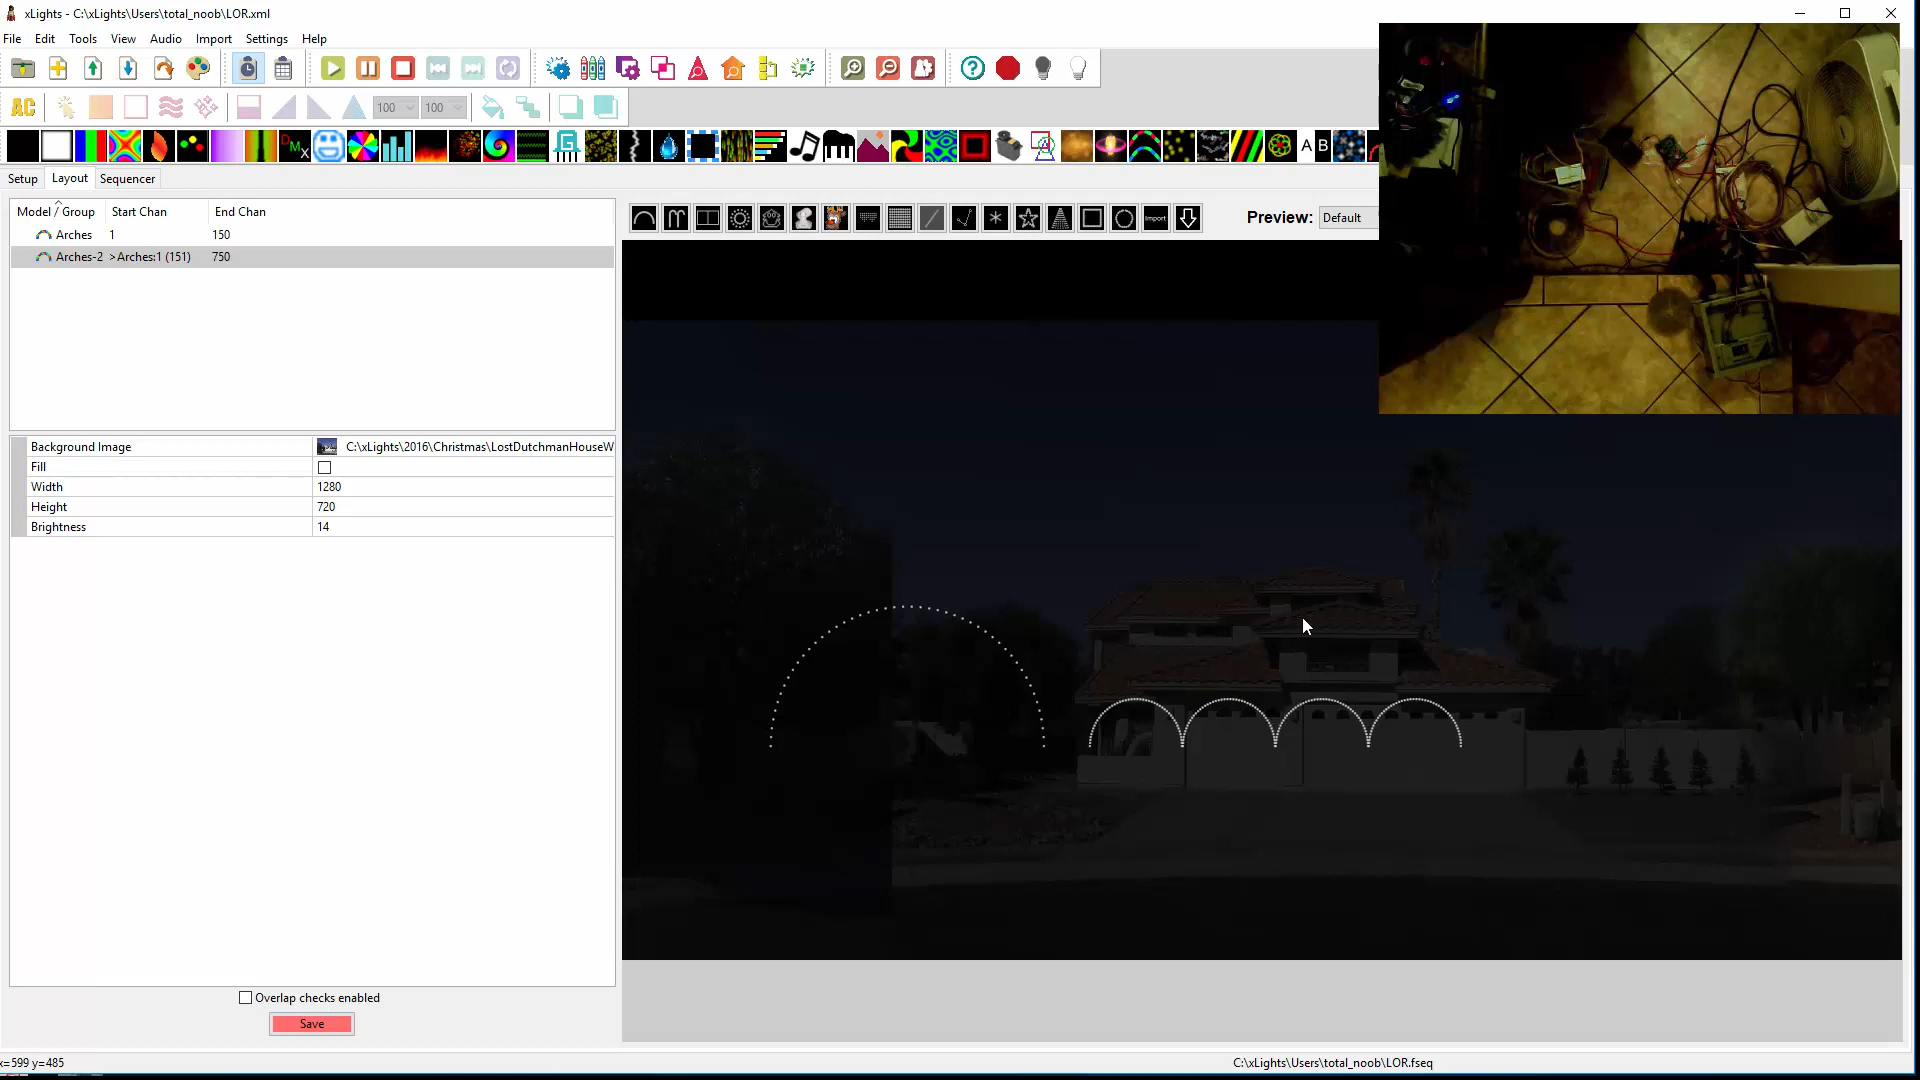 xLights - C:\xLights\Users\total_noob\LOR.xml
File Edit Tools View Audio Import Settings Help
AC 100 100
DMX A B
Setup Layout Sequencer
Model / Group Start Chan End Chan
Arches 1 150
Arches-2 >Arches:1 (151) 750
Import Preview: Default
Background Image C:\xLights\2016\Christmas\LostDutchmanHouseW
Fill
Width 1280
Height 720
Brightness 14
Overlap checks enabled
Save
x=599 y=485 C:\xLights\Users\total_noob\LOR.fseq